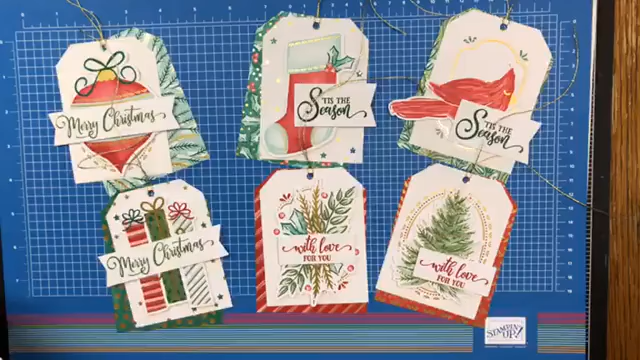 Merry Christmas
'TIS THE
Season
'TIS THE
Season
Merry Christmas
with love
FOR YOU
with love
FOR YOU
STAMPIN' UP!